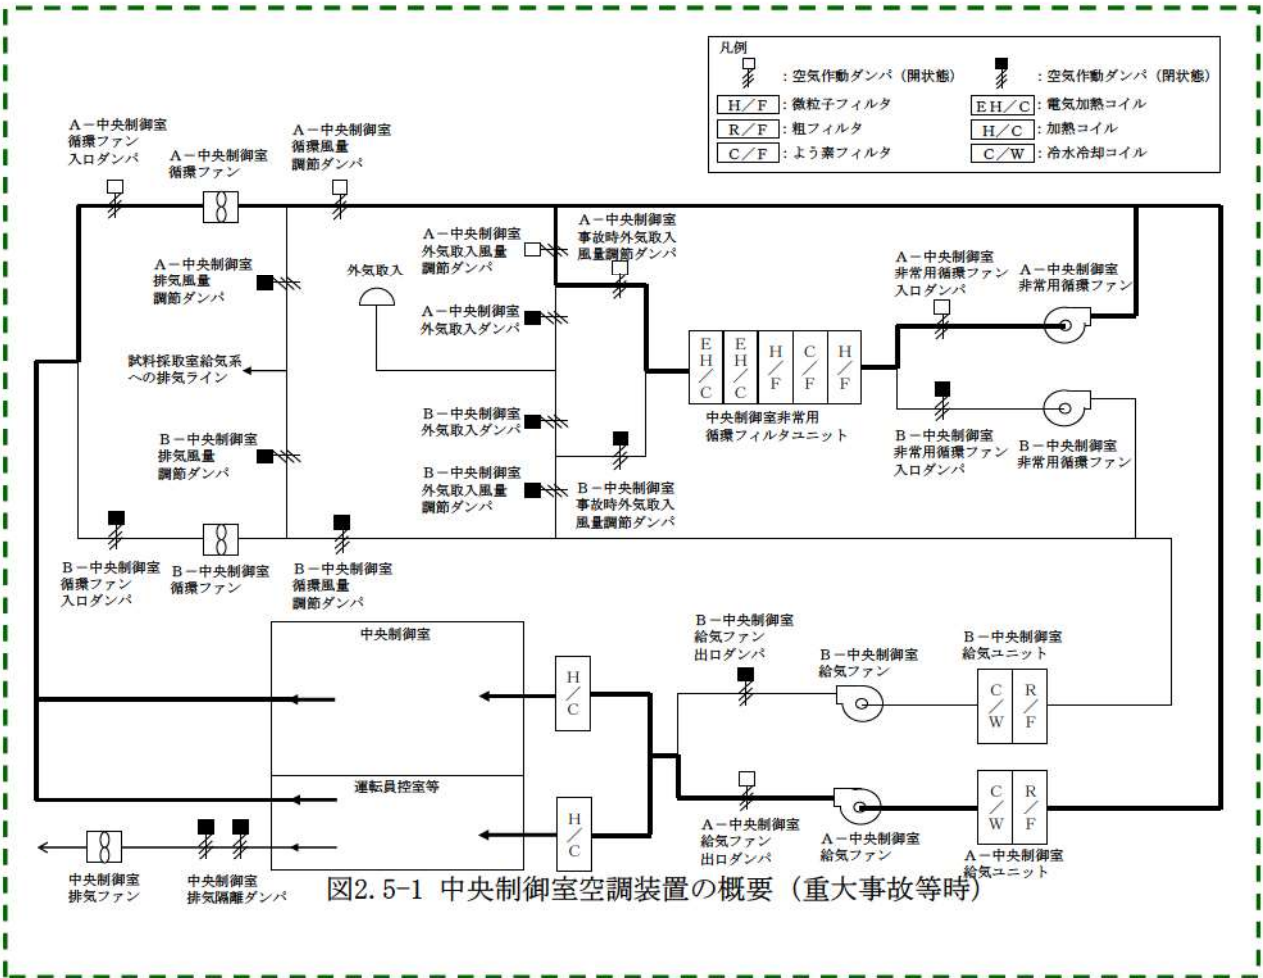 凡例
：空気作動ダンパ（開状態）
：空気作動ダンパ（閉状態）
H／F
：微粒子フィルタ
EH／C
：電気加熱コイル
R／F
：粗フィルタ
H／C
：加熱コイル
C／F
：よう素フィルタ
C／W
：冷水冷却コイル
A－中央制御室
循環ファン
入口ダンパ
A－中央制御室
循環ファン
A－中央制御室
循環風量
調節ダンパ
A－中央制御室
排気風量
調節ダンパ
外気取入
A－中央制御室
外気取入風量
調節ダンパ
A－中央制御室
事故時外気取入
風量調節ダンパ
A－中央制御室
外気取入ダンパ
A－中央制御室
非常用循環ファン
入口ダンパ
A－中央制御室
非常用循環ファン
試料採取室給気系
への排気ライン
EH／C
EH／C
H／F
C／F
H／F
中央制御室非常用
循環フィルタユニット
B－中央制御室
外気取入ダンパ
B－中央制御室
排気風量
調節ダンパ
B－中央制御室
外気取入風量
調節ダンパ
B－中央制御室
事故時外気取入
風量調節ダンパ
B－中央制御室
非常用循環ファン
入口ダンパ
B－中央制御室
非常用循環ファン
B－中央制御室
循環ファン
入口ダンパ
B－中央制御室
循環ファン
B－中央制御室
循環風量
調節ダンパ
中央制御室
H／C
B－中央制御室
給気ファン
出口ダンパ
B－中央制御室
給気ファン
B－中央制御室
給気ユニット
C／W
R／F
運転員控室等
H／C
A－中央制御室
給気ファン
出口ダンパ
A－中央制御室
給気ファン
C／W
R／F
A－中央制御室
給気ユニット
中央制御室
排気ファン
中央制御室
排気隔離ダンパ
図2.5-1 中央制御室空調装置の概要（重大事故等時）